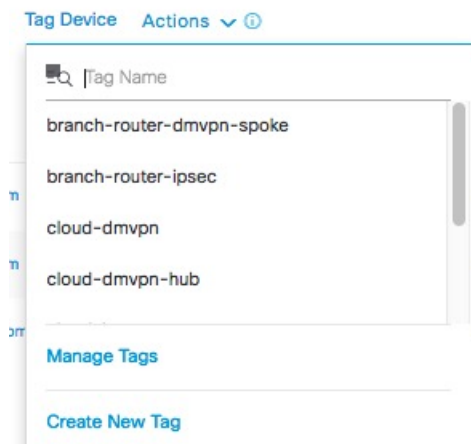 Tag Device Actions
Tag Name
branch-router-dmvpn-spoke
branch-router-ipsec
cloud-dmvpn
cloud-dmvpn-hub
Manage Tags
Create New Tag